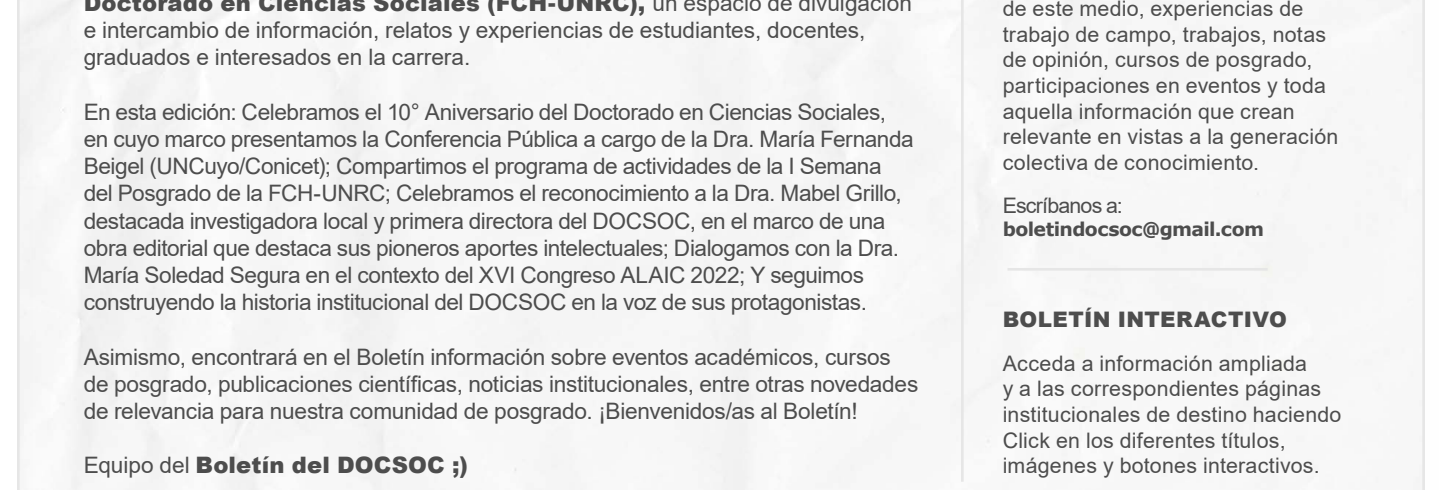 Doctorado en Ciencias Sociales (FCH-UNRC), un espacio de divulgación
e intercambio de información, relatos y experiencias de estudiantes, docentes,
graduados e interesados en la carrera.
En esta edición: Celebramos el 10° Aniversario del Doctorado en Ciencias Sociales,
en cuyo marco presentamos la Conferencia Pública a cargo de la Dra. María Fernanda
Beigel (UNCuyo/Conicet); Compartimos el programa de actividades de la I Semana
del Posgrado de la FCH-UNRC; Celebramos el reconocimiento a la Dra. Mabel Grillo,
destacada investigadora local y primera directora del DOCSOC, en el marco de una
obra editorial que destaca sus pioneros aportes intelectuales; Dialogamos con la Dra.
María Soledad Segura en el contexto del XVI Congreso ALAIC 2022; Y seguimos
construyendo la historia institucional del DOCSOC en la voz de sus protagonistas.
Asimismo, encontrará en el Boletín información sobre eventos académicos, cursos
de posgrado, publicaciones científicas, noticias institucionales, entre otras novedades
de relevancia para nuestra comunidad de posgrado. ¡Bienvenidos/as al Boletín!
Equipo del Boletín del DOCSOC ;)
de este medio, experiencias de
trabajo de campo, trabajos, notas
de opinión, cursos de posgrado,
participaciones en eventos y toda
aquella información que crean
relevante en vistas a la generación
colectiva de conocimiento.
Escríbanos a:
boletindocsoc@gmail.com
BOLETÍN INTERACTIVO
Acceda a información ampliada
y a las correspondientes páginas
institucionales de destino haciendo
Click en los diferentes títulos,
imágenes y botones interactivos.